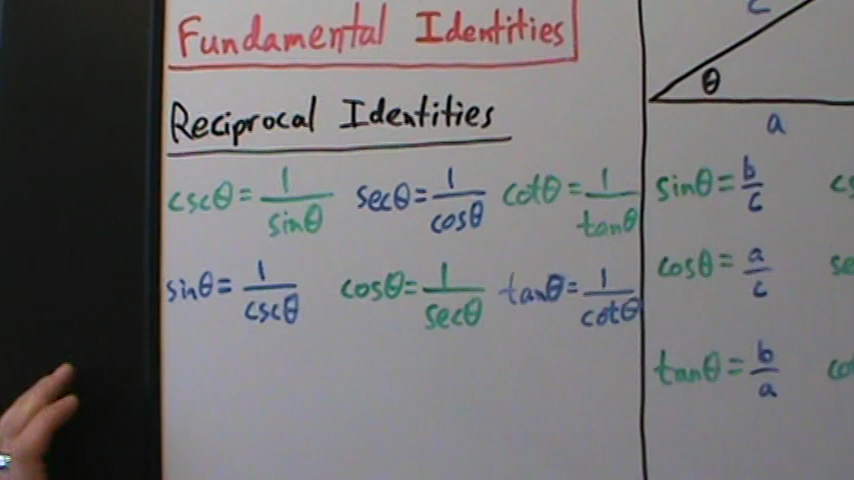 Fundamental Identities
Reciprocal Identities
cscθ = 1/sinθ secθ = 1/cosθ cotθ = 1/tanθ
sinθ = 1/cscθ cosθ = 1/secθ tanθ = 1/cotθ
c
θ
a
sinθ = b/c
cosθ = a/c
tanθ = b/a